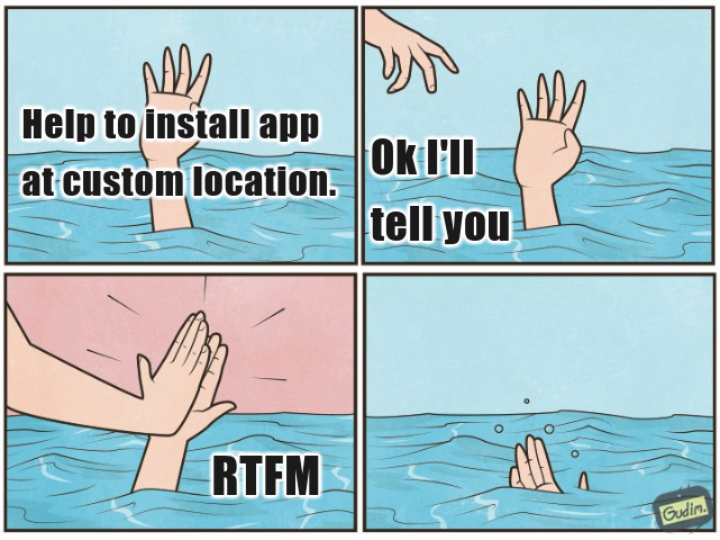 Help to install app
at custom location.
Ok I'll
tell you
RTFM
Gudim.